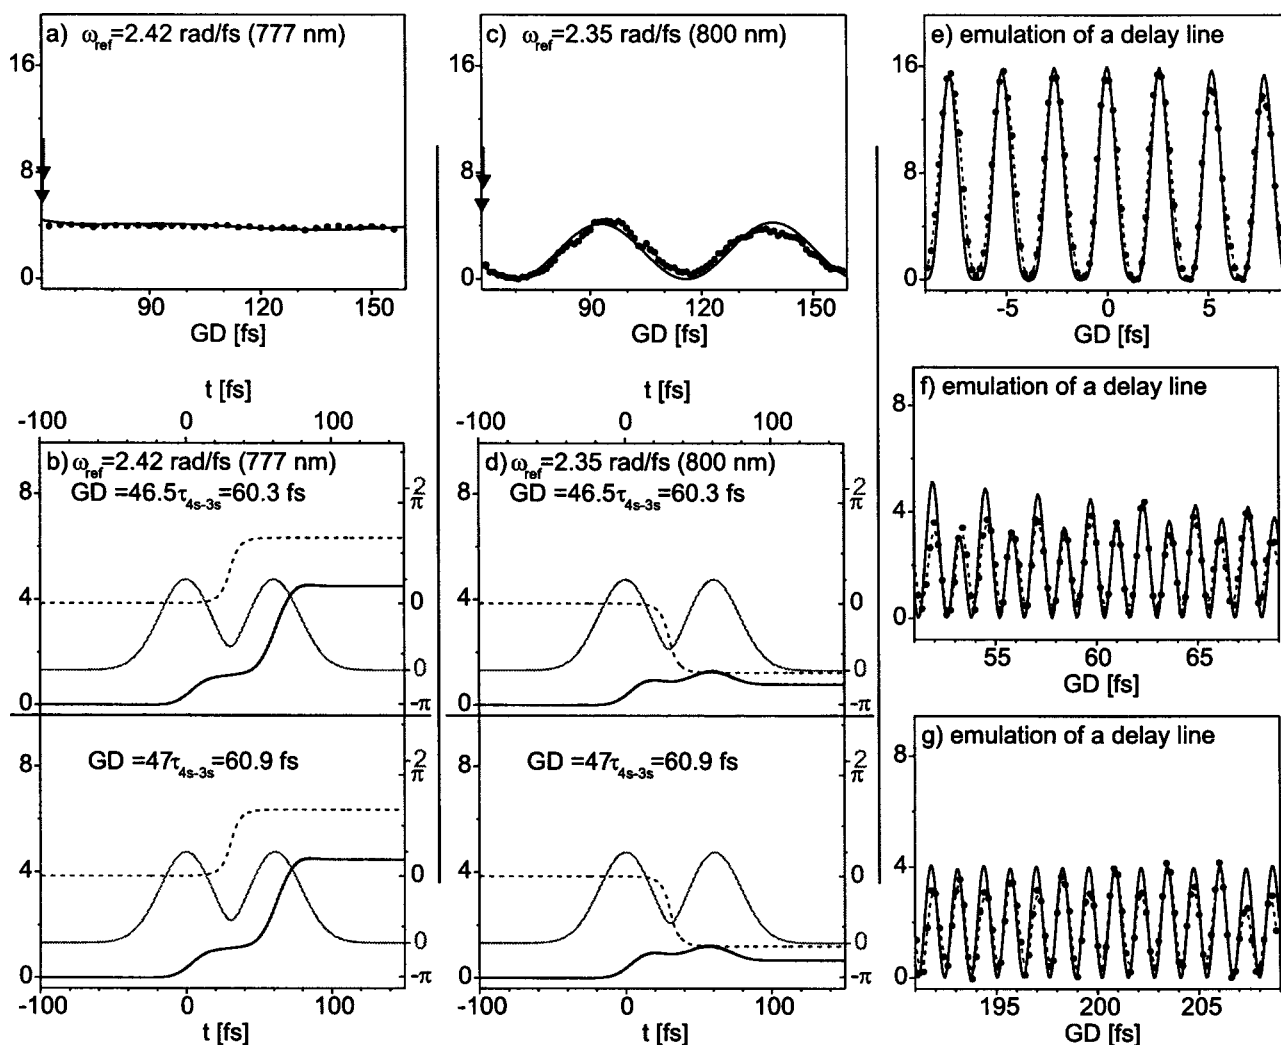 a) ω_ref=2.42 rad/fs (777 nm)
16
8
0
90
150
GD [fs]
c) ω_ref=2.35 rad/fs (800 nm)
16
8
0
90
150
GD [fs]
e) emulation of a delay line
16
8
0
-5
0
5
GD [fs]
t [fs]
-100
0
100
b) ω_ref=2.42 rad/fs (777 nm)
GD =46.5τ_4s-3s=60.3 fs
8
4
0
2
π
0
0
-π
GD =47τ_4s-3s=60.9 fs
8
4
0
2
π
0
0
-π
-100
0
100
t [fs]
t [fs]
-100
0
100
d) ω_ref=2.35 rad/fs (800 nm)
GD =46.5τ_4s-3s=60.3 fs
8
4
0
2
π
0
0
-π
GD =47τ_4s-3s=60.9 fs
8
4
0
2
π
0
0
-π
-100
0
100
t [fs]
f) emulation of a delay line
8
4
0
55
60
65
GD [fs]
g) emulation of a delay line
8
4
0
195
200
205
GD [fs]